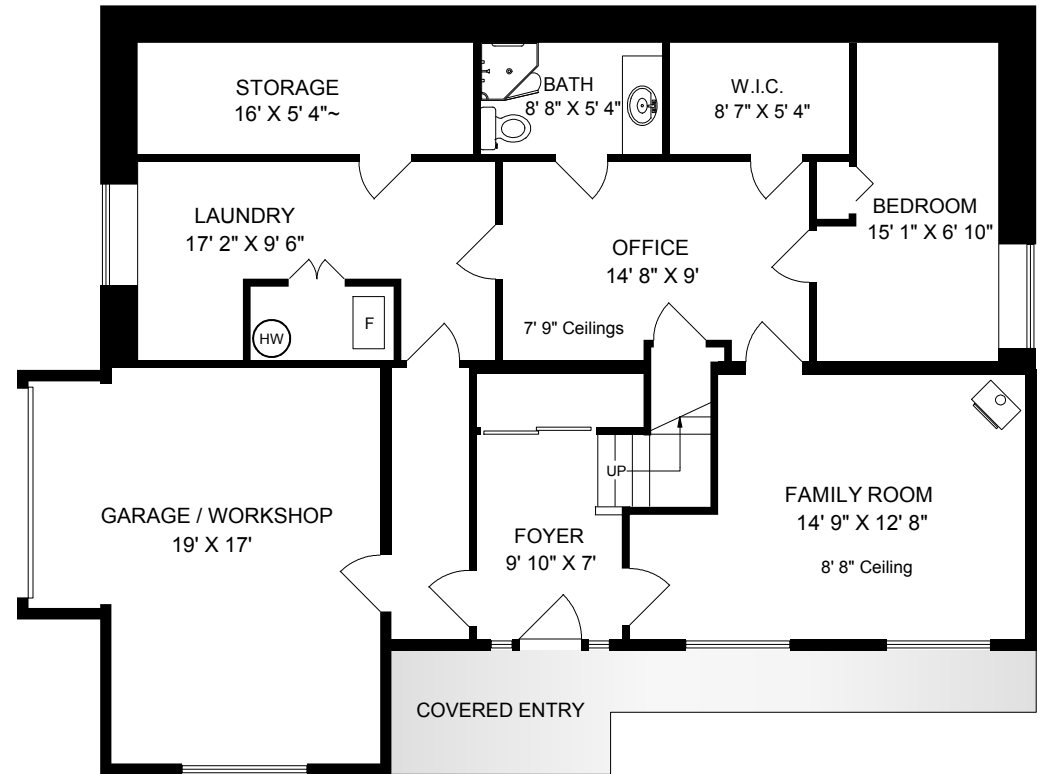 STORAGE
16' X 5' 4"~
BATH
8' 8" X 5' 4"
W.I.C.
8' 7" X 5' 4"
LAUNDRY
17' 2" X 9' 6"
OFFICE
14' 8" X 9'
7' 9" Ceilings
BEDROOM
15' 1" X 6' 10"
HW
F
GARAGE / WORKSHOP
19' X 17'
UP
FOYER
9' 10" X 7'
FAMILY ROOM
14' 9" X 12' 8"
8' 8" Ceiling
COVERED ENTRY